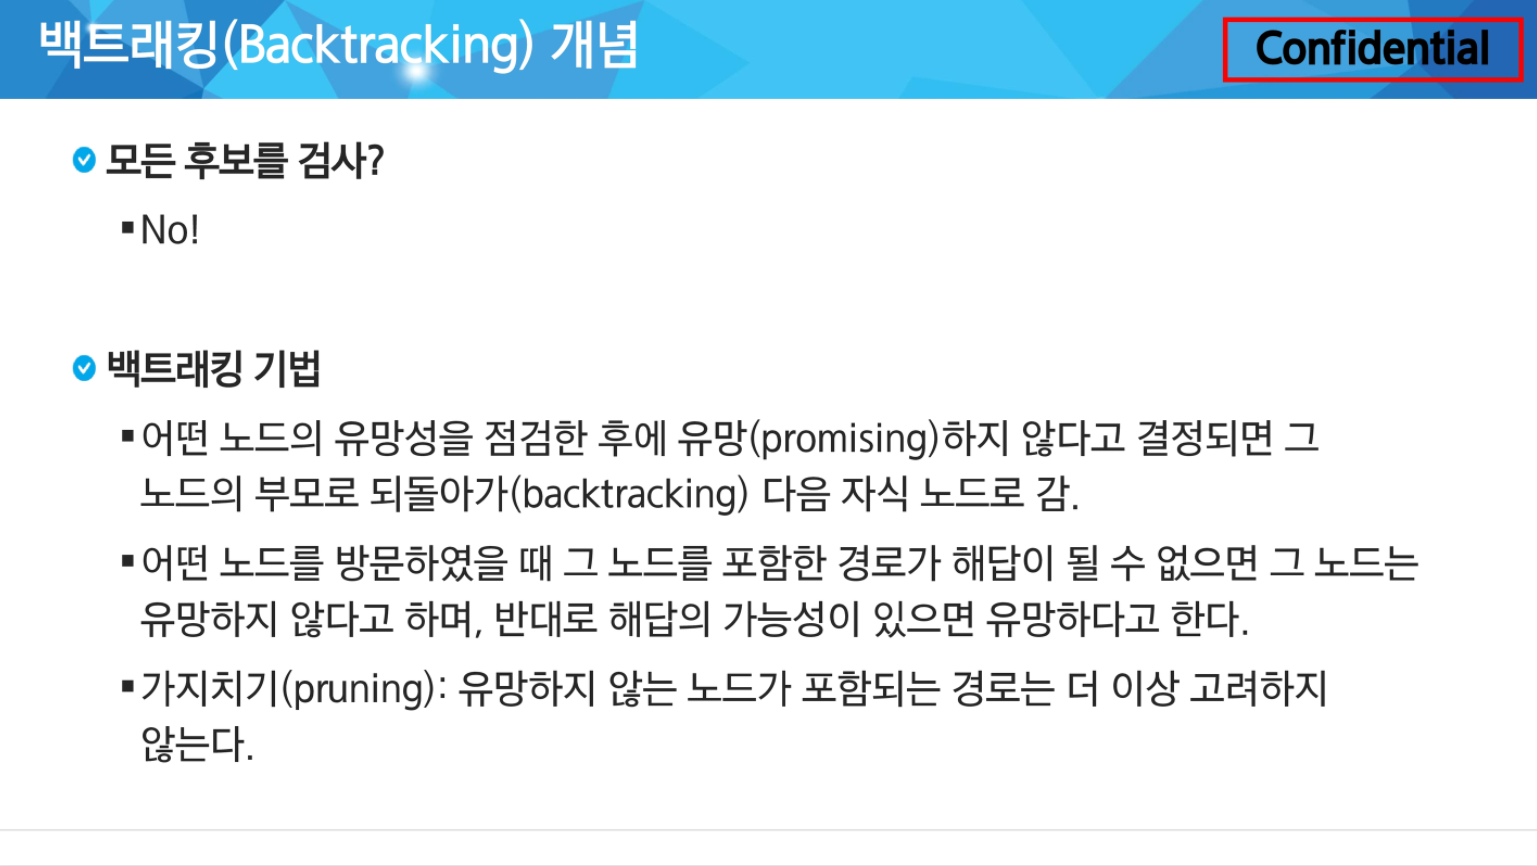 백트래킹(Backtracking) 개념
Confidential
모든 후보를 검사?
▪No!
백트래킹 기법
▪어떤 노드의 유망성을 점검한 후에 유망(promising)하지 않다고 결정되면 그
노드의 부모로 되돌아가(backtracking) 다음 자식 노드로 감.
▪어떤 노드를 방문하였을 때 그 노드를 포함한 경로가 해답이 될 수 없으면 그 노드는
유망하지 않다고 하며, 반대로 해답의 가능성이 있으면 유망하다고 한다.
▪가지치기(pruning): 유망하지 않는 노드가 포함되는 경로는 더 이상 고려하지
않는다.